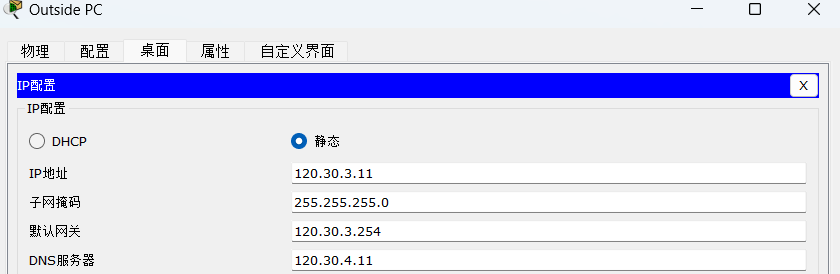 Outside PC
物理 配置 桌面 属性 自定义界面
IP配置 X
IP配置
DHCP 静态
IP地址 120.30.3.11
子网掩码 255.255.255.0
默认网关 120.30.3.254
DNS服务器 120.30.4.11